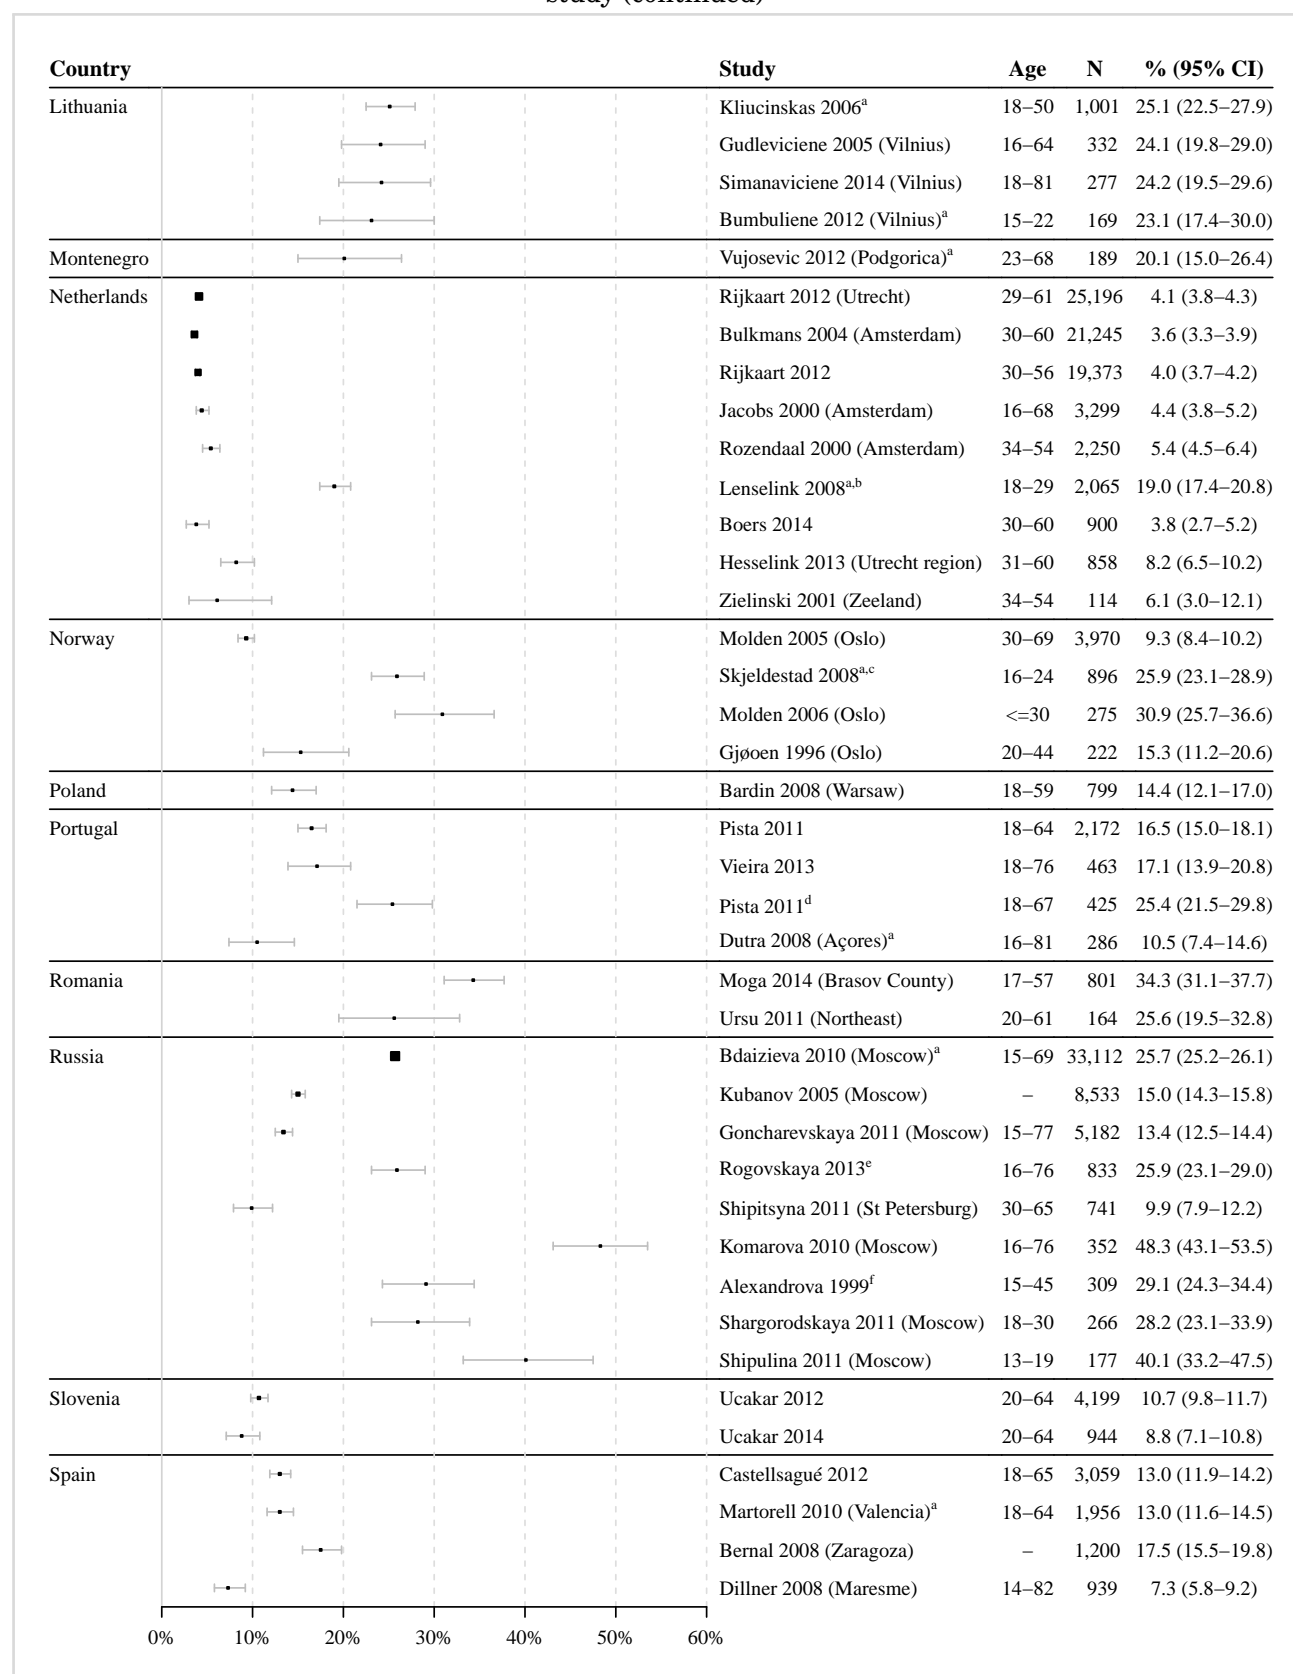 study (continued)
Country Study Age N % (95% CI)
Lithuania Kliucinskas 2006a 18–50 1,001 25.1 (22.5–27.9)
Gudleviciene 2005 (Vilnius) 16–64 332 24.1 (19.8–29.0)
Simanaviciene 2014 (Vilnius) 18–81 277 24.2 (19.5–29.6)
Bumbuliene 2012 (Vilnius)a 15–22 169 23.1 (17.4–30.0)
Montenegro Vujosevic 2012 (Podgorica)a 23–68 189 20.1 (15.0–26.4)
Netherlands Rijkaart 2012 (Utrecht) 29–61 25,196 4.1 (3.8–4.3)
Bulkmans 2004 (Amsterdam) 30–60 21,245 3.6 (3.3–3.9)
Rijkaart 2012 30–56 19,373 4.0 (3.7–4.2)
Jacobs 2000 (Amsterdam) 16–68 3,299 4.4 (3.8–5.2)
Rozendaal 2000 (Amsterdam) 34–54 2,250 5.4 (4.5–6.4)
Lenselink 2008a,b 18–29 2,065 19.0 (17.4–20.8)
Boers 2014 30–60 900 3.8 (2.7–5.2)
Hesselink 2013 (Utrecht region) 31–60 858 8.2 (6.5–10.2)
Zielinski 2001 (Zeeland) 34–54 114 6.1 (3.0–12.1)
Norway Molden 2005 (Oslo) 30–69 3,970 9.3 (8.4–10.2)
Skjeldestad 2008a,c 16–24 896 25.9 (23.1–28.9)
Molden 2006 (Oslo) <=30 275 30.9 (25.7–36.6)
Gjøoen 1996 (Oslo) 20–44 222 15.3 (11.2–20.6)
Poland Bardin 2008 (Warsaw) 18–59 799 14.4 (12.1–17.0)
Portugal Pista 2011 18–64 2,172 16.5 (15.0–18.1)
Vieira 2013 18–76 463 17.1 (13.9–20.8)
Pista 2011d 18–67 425 25.4 (21.5–29.8)
Dutra 2008 (Açores)a 16–81 286 10.5 (7.4–14.6)
Romania Moga 2014 (Brasov County) 17–57 801 34.3 (31.1–37.7)
Ursu 2011 (Northeast) 20–61 164 25.6 (19.5–32.8)
Russia Bdaizieva 2010 (Moscow)a 15–69 33,112 25.7 (25.2–26.1)
Kubanov 2005 (Moscow) – 8,533 15.0 (14.3–15.8)
Goncharevskaya 2011 (Moscow) 15–77 5,182 13.4 (12.5–14.4)
Rogovskaya 2013e 16–76 833 25.9 (23.1–29.0)
Shipitsyna 2011 (St Petersburg) 30–65 741 9.9 (7.9–12.2)
Komarova 2010 (Moscow) 16–76 352 48.3 (43.1–53.5)
Alexandrova 1999f 15–45 309 29.1 (24.3–34.4)
Shargorodskaya 2011 (Moscow) 18–30 266 28.2 (23.1–33.9)
Shipulina 2011 (Moscow) 13–19 177 40.1 (33.2–47.5)
Slovenia Ucakar 2012 20–64 4,199 10.7 (9.8–11.7)
Ucakar 2014 20–64 944 8.8 (7.1–10.8)
Spain Castellsagué 2012 18–65 3,059 13.0 (11.9–14.2)
Martorell 2010 (Valencia)a 18–64 1,956 13.0 (11.6–14.5)
Bernal 2008 (Zaragoza) – 1,200 17.5 (15.5–19.8)
Dillner 2008 (Maresme) 14–82 939 7.3 (5.8–9.2)
0% 10% 20% 30% 40% 50% 60%